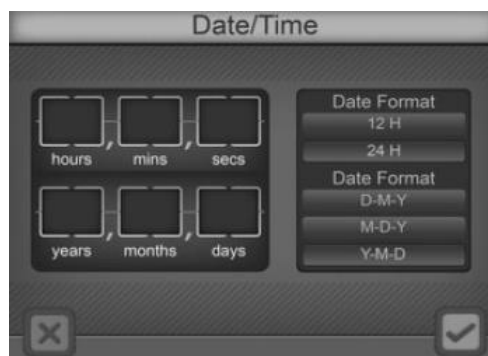 Date/Time
hours , mins , secs
years , months , days
Date Format
12 H
24 H
Date Format
D-M-Y
M-D-Y
Y-M-D